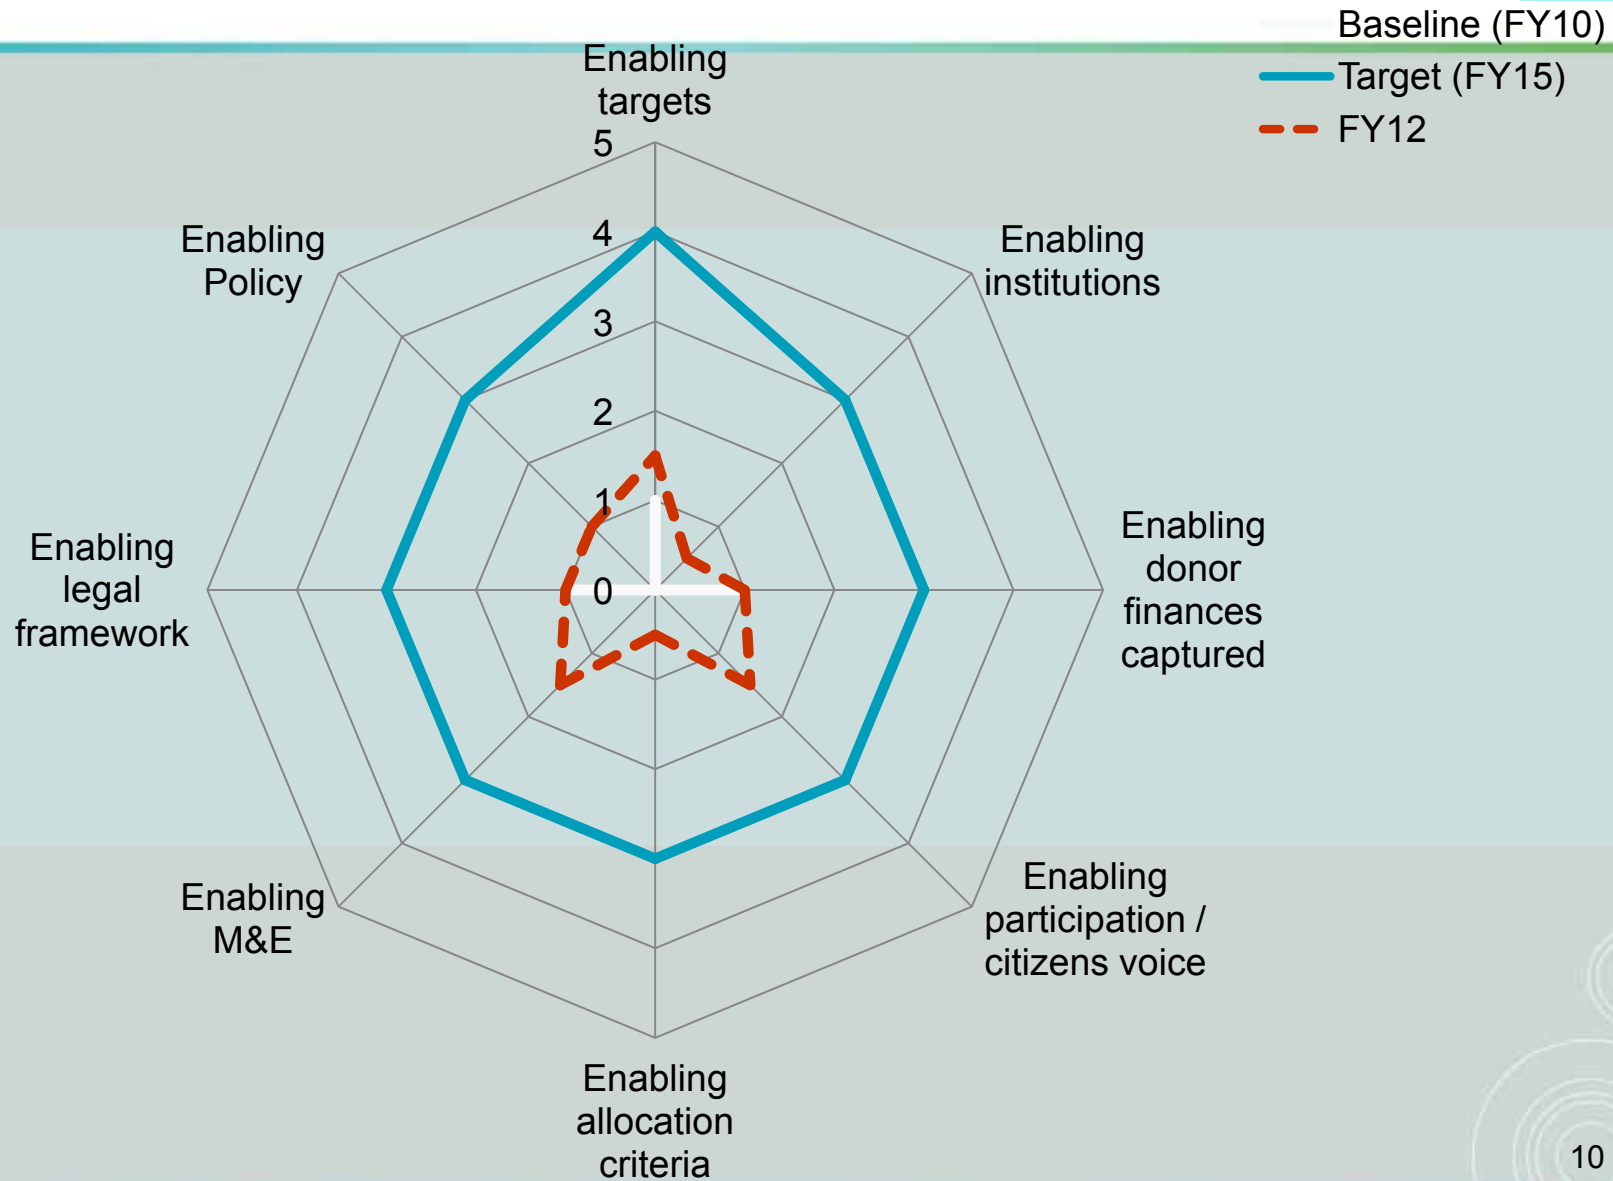 Baseline (FY10)
Target (FY15)
FY12
Enabling
targets
5
4
3
2
1
0
Enabling
institutions
Enabling
donor
finances
captured
Enabling
participation /
citizens voice
Enabling
allocation
criteria
Enabling
M&E
Enabling
legal
framework
Enabling
Policy
10